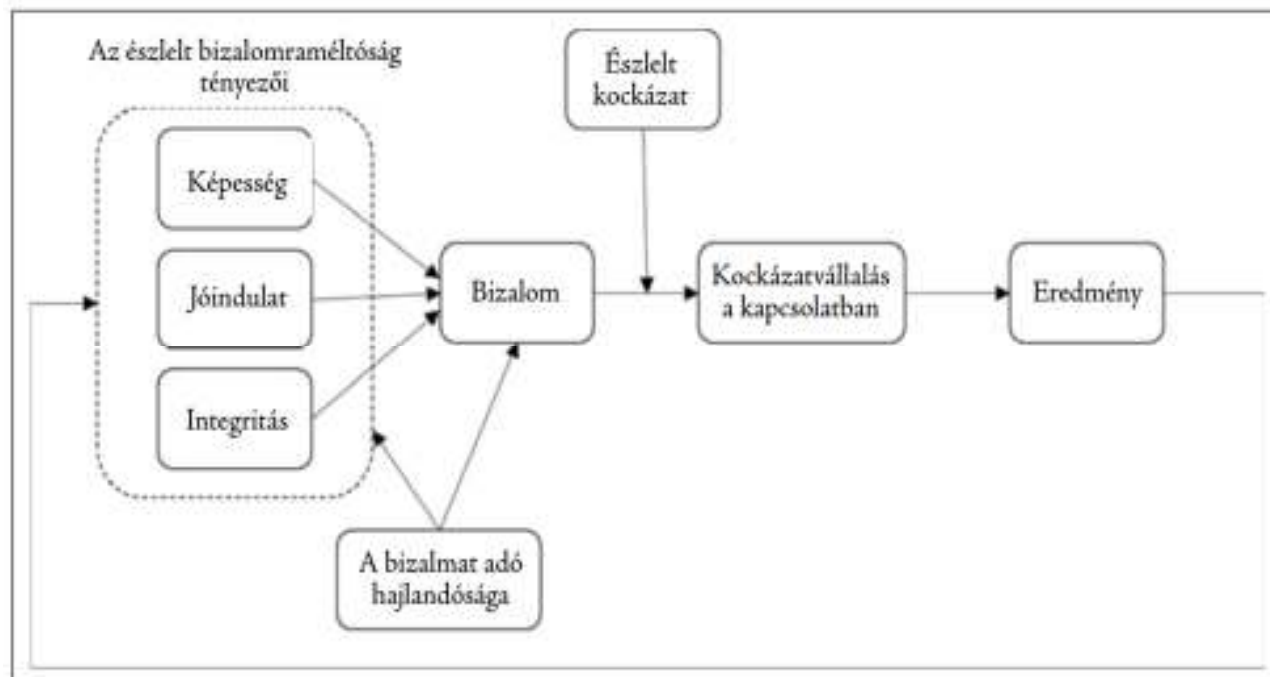 Az észlelt bizalomraméltóság
tényezői
Képesség
Jóindulat
Integritás
Bizalom
Észlelt
kockázat
Kockázatvállalás
a kapcsolatban
Eredmény
A bizalmat adó
hajlandósága